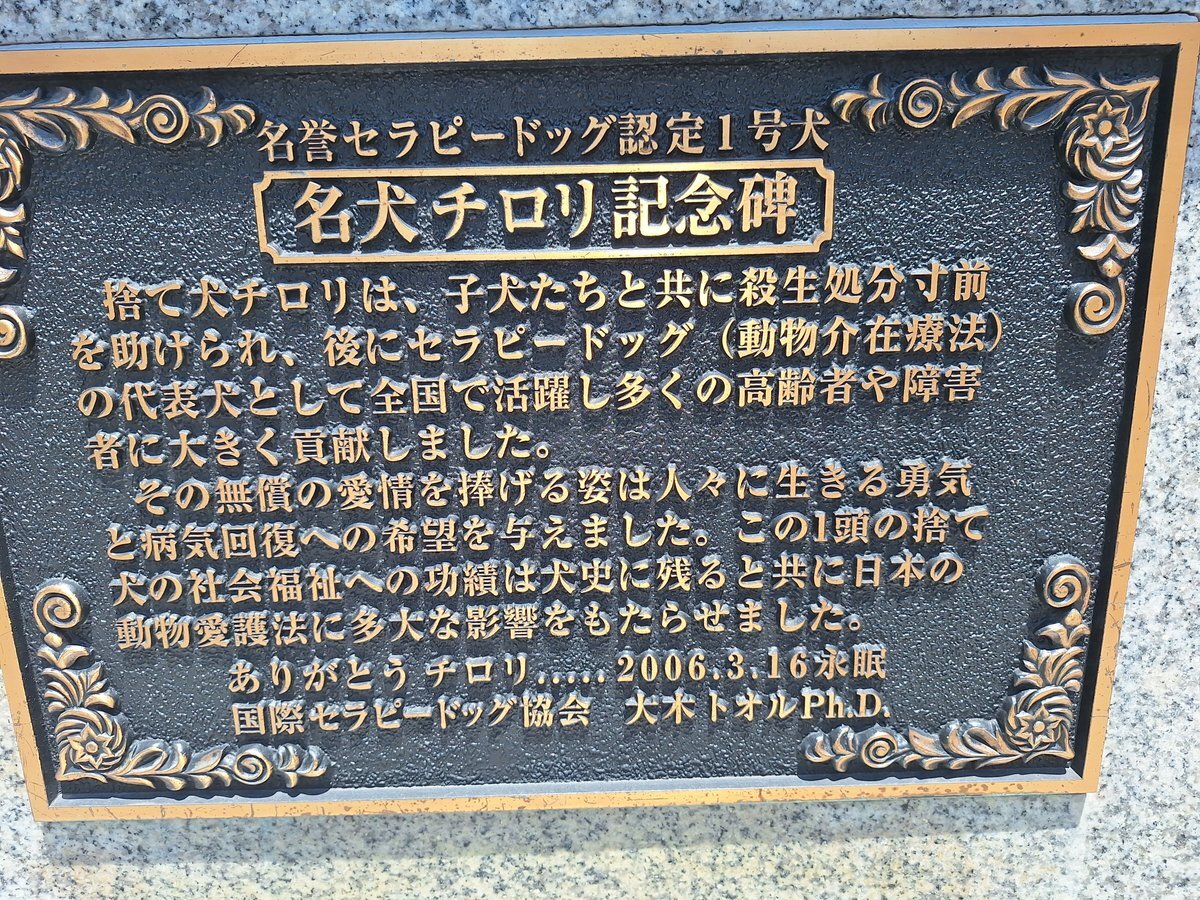 名誉セラピードッグ認定1号犬
名犬チロリ記念碑
捨て犬チロリは、子犬たちと共に殺生処分寸前
を助けられ、後にセラピードッグ(動物介在療法)
の代表犬として全国で活躍し多くの高齢者や障害
者に大きく貢献しました。
その無償の愛情を捧げる姿は人々に生きる勇気
と病気回復への希望を与えました。この1頭の捨て
犬の社会福祉への功績は犬史に残ると共に日本の
動物愛護法に多大な影響をもたらせました。
ありがとう チロリ..... 2006.3.16永眠
国際セラピードッグ協会 大木トオルPh.D.